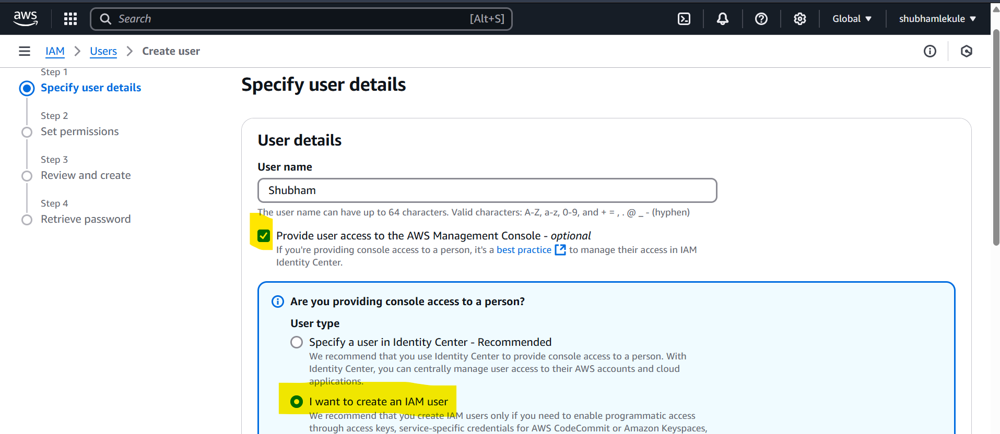 aws
Search [Alt+S]
Global shubhamlekule
IAM Users Create user
Step 1
Specify user details
Step 2
Set permissions
Step 3
Review and create
Step 4
Retrieve password
Specify user details
User details
User name
Shubham
The user name can have up to 64 characters. Valid characters: A-Z, a-z, 0-9, and + = , . @ _ - (hyphen)
Provide user access to the AWS Management Console - optional
If you're providing console access to a person, it's a best practice to manage their access in IAM
Identity Center.
Are you providing console access to a person?
User type
Specify a user in Identity Center - Recommended
We recommend that you use Identity Center to provide console access to a person. With
Identity Center, you can centrally manage user access to their AWS accounts and cloud
applications.
I want to create an IAM user
We recommend that you create IAM users only if you need to enable programmatic access
through access keys, service-specific credentials for AWS CodeCommit or Amazon Keyspaces,